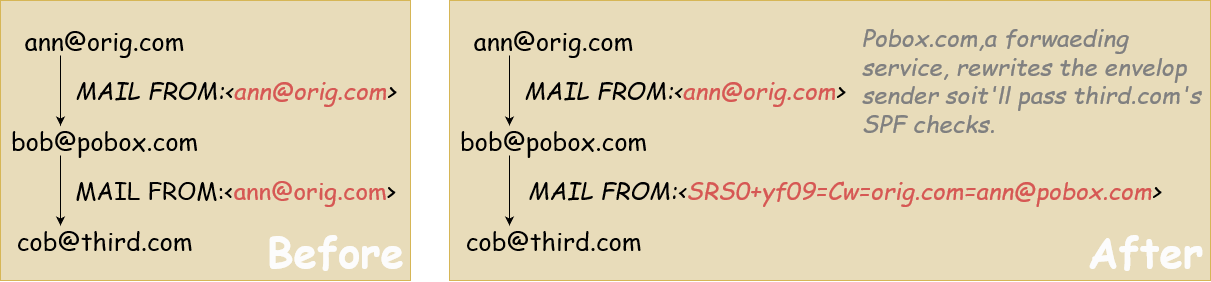 ann@orig.com
MAIL FROM:<ann@orig.com>
bob@pobox.com
MAIL FROM:<ann@orig.com>
cob@third.com
Before
ann@orig.com
MAIL FROM:<ann@orig.com>
Pobox.com,a forwaeding
service, rewrites the envelop
sender soit'll pass third.com's
SPF checks.
bob@pobox.com
MAIL FROM:<SRS0+yf09=Cw=orig.com=ann@pobox.com>
cob@third.com
After